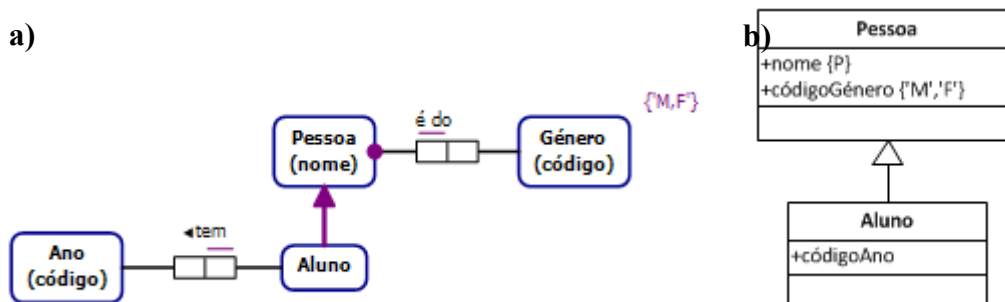 a)
Pessoa
(nome)
é do
Género
(código)
{'M,F'}
Ano
(código)
◄tem
Aluno
b)
Pessoa
+nome {P}
+códigoGénero {'M','F'}
Aluno
+códigoAno